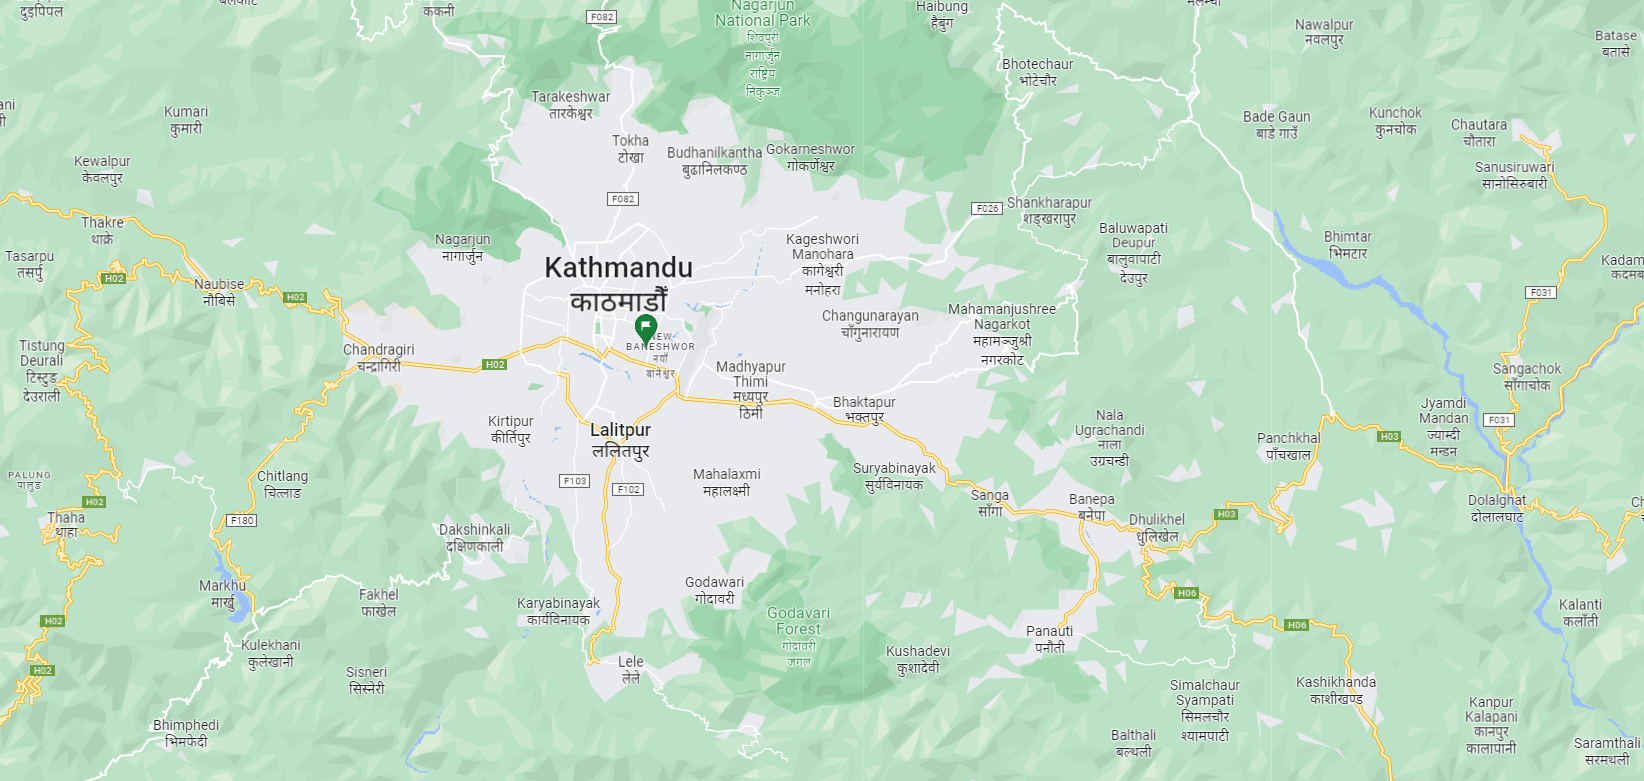 दुइपिपल
ककनी
F082
Nagarjun
National Park
शिवपुरी
नागार्जुन
राष्ट्रिय
निकुञ्ज
Haibung
हैबुंग
Nawalpur
नवलपुर
Batase
बतासे
Bhotechaur
भोटेचौर
Tarakeshwar
तारकेश्वर
Kumari
कुमारी
Bade Gaun
बाडे गाउँ
Kunchok
कुनचोक
Chautara
चौतारा
Tokha
टोखा
Budhanilkantha
बुढानिलकण्ठ
Gokarneshwor
गोकर्णेश्वर
Kewalpur
केवलपुर
Sanusiruwari
सानोसिरुबारी
F082
F026
Shankharapur
शङ्खरापुर
Thakre
थाक्रे
Nagarjun
नागार्जुन
Kageshwori
Manohara
कागेश्वरी
मनोहरा
Baluwapati
Deupur
बालुवापाटी
देउपुर
Bhimtar
भिमटार
Tasarpu
तसर्पु
H02
Kathmandu
काठमाडौँ
Naubise
नौबिसे
H02
F031
Changunarayan
चाँगुनारायण
Mahamanjushree
Nagarkot
महामञ्जुश्री
नगरकोट
NEW
BANESHWOR
नयाँ
बानेश्वर
Tistung
Deurali
टिस्टुङ
देउराली
Chandragiri
चन्द्रागिरी
H02
Madhyapur
Thimi
मध्यपुर
ठिमी
Sangachok
साँगाचोक
Bhaktapur
भक्तपुर
Jyamdi
Mandan
ज्याम्दी
मन्डन
F031
Kirtipur
कीर्तिपुर
Lalitpur
ललितपुर
Nala
Ugrachandi
नाला
उग्रचन्डी
Panchkhal
पाँचखाल
H03
PALUNG
पालुङ
Chitlang
चित्लाङ
F103
F102
Mahalaxmi
महालक्ष्मी
Suryabinayak
सुर्यविनायक
Sanga
साँगा
Banepa
बनेपा
Dolalghat
दोलालघाट
H02
Thaha
थाहा
F180
Dakshinkali
दक्षिणकाली
Dhulikhel
धुलिखेल
H03
Markhu
मार्खु
Fakhel
फाखेल
Karyabinayak
कार्यविनायक
Godawari
गोदावरी
Godavari
Forest
गोदावरी
जंगल
H06
H06
Kalanti
कलाँती
H02
Kulekhani
कुलेखानी
Panauti
पनौती
Kushadevi
कुशादेवी
H02
Sisneri
सिस्नेरी
Lele
लेले
Simalchaur
Syampati
सिमलचौर
श्यामपाटी
Kashikhanda
काशीखण्ड
Bhimphedi
भिमफेदी
Balthali
बल्थली
Kanpur
Kalapani
कानपुर
कालापानी
Saramthali
सरमथली